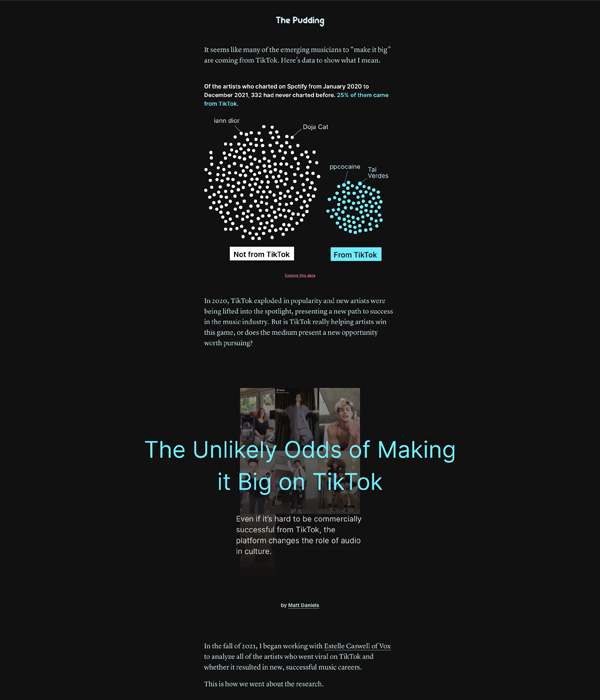 The Pudding
It seems like many of the emerging musicians to "make it big"
are coming from TikTok. Here's data to show what I mean.
Of the artists who charted on Spotify from January 2020 to
December 2021, 332 had never charted before. 25% of them came
from TikTok.
iann dior
Doja Cat
ppcocaine
Tai
Verdes
Not from TikTok
From TikTok
Explore this data
In 2020, TikTok exploded in popularity and new artists were
being lifted into the spotlight, presenting a new path to success
in the music industry. But is TikTok really helping artists win
this game, or does the medium present a new opportunity
worth pursuing?
The Unlikely Odds of Making
it Big on TikTok
Even if it's hard to be commercially
successful from TikTok, the
platform changes the role of audio
in culture.
by Matt Daniels
In the fall of 2021, I began working with Estelle Caswell of Vox
to analyze all of the artists who went viral on TikTok and
whether it resulted in new, successful music careers.
This is how we went about the research.